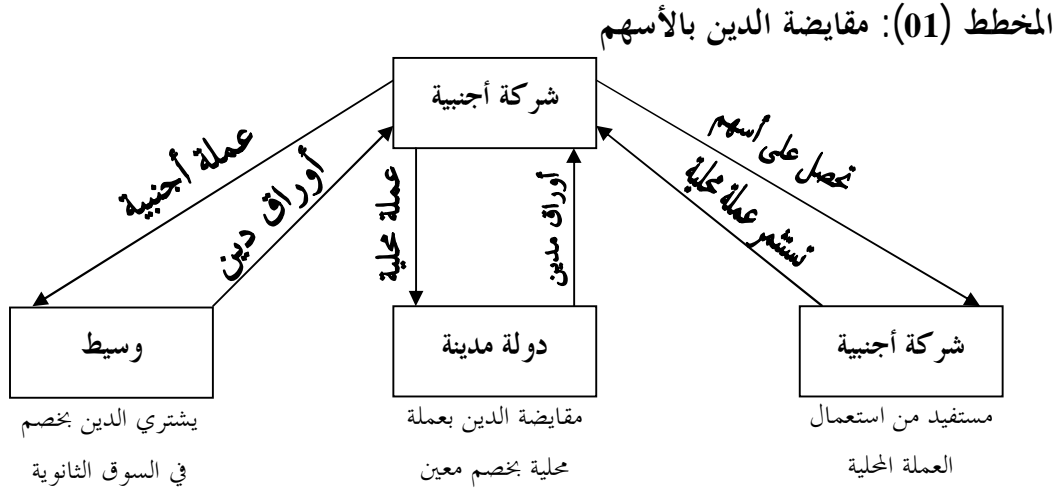 المخطط (01): مقايضة الدين بالأسهم
شركة أجنبية
تحصل على أسهم
تستثمر عملة محلية
أوراق مدين
عملة محلية
أوراق دين
عملة أجنبية
شركة أجنبية
دولة مدينة
وسيط
مستفيد من استعمال
العملة المحلية
مقايضة الدين بعملة
محلية بخصم معين
يشتري الدين بخصم
في السوق الثانوية